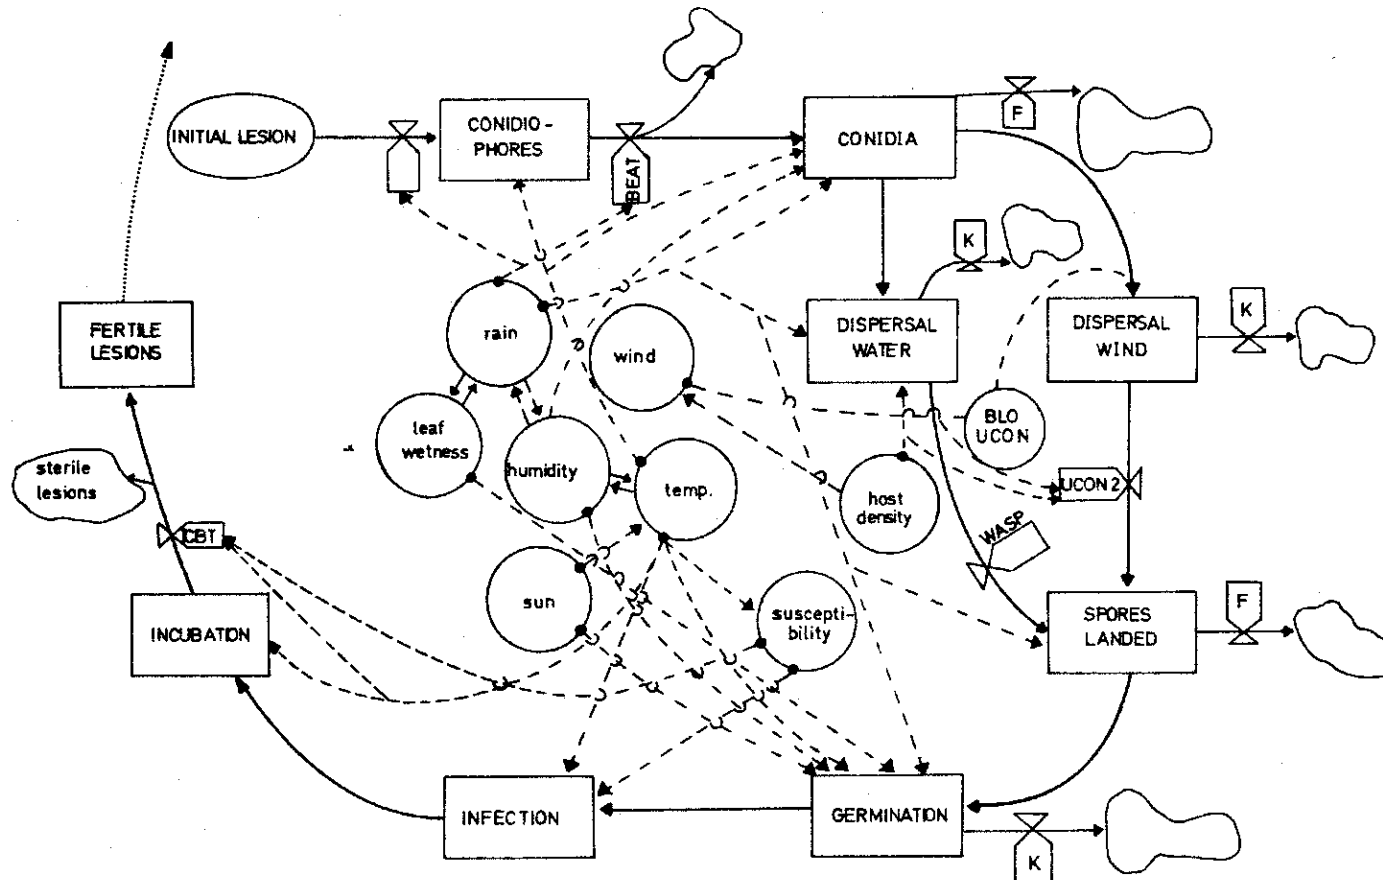 INITIAL LESION
CONIDIO-
PHORES
BEAT
CONIDIA
F
K
DISPERSAL
WATER
DISPERSAL
WIND
K
FERTILE
LESIONS
rain
wind
leaf
wetness
humidity
temp.
BLO
UCON
host
density
UCON 2
sterile
lesions
CBT
WASP
sun
suscepti-
bility
INCUBATION
SPORES
LANDED
F
INFECTION
GERMINATION
K